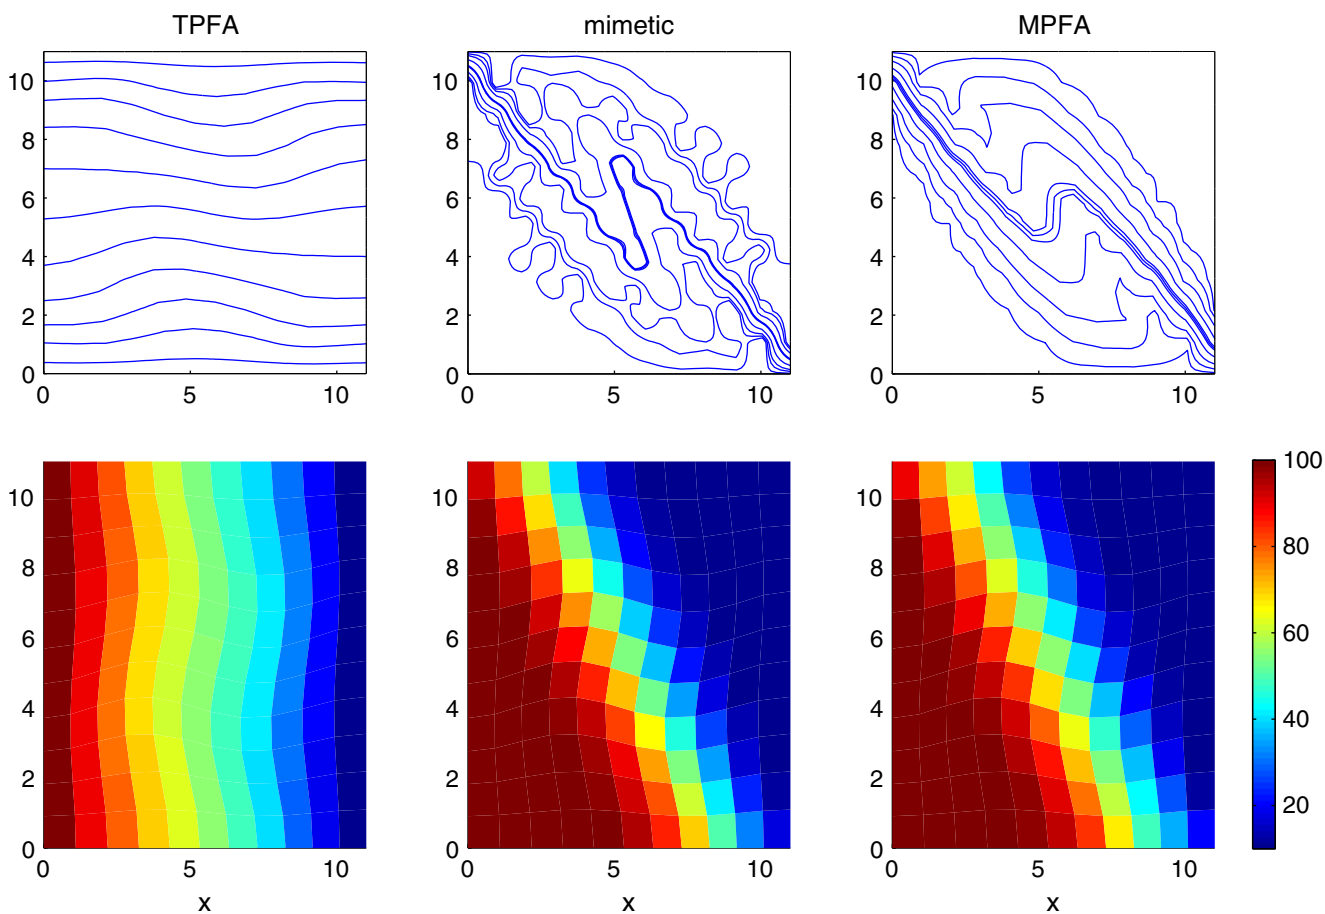 TPFA mimetic MPFA
10 10 10
8 8 8
6 6 6
4 4 4
2 2 2
0 0 0
0 5 10 0 5 10 0 5 10
100
10 10 10
80
8 8 8
6 6 6 60
4 4 4 40
2 2 2 20
0 0 0
0 5 10 0 5 10 0 5 10
x x x